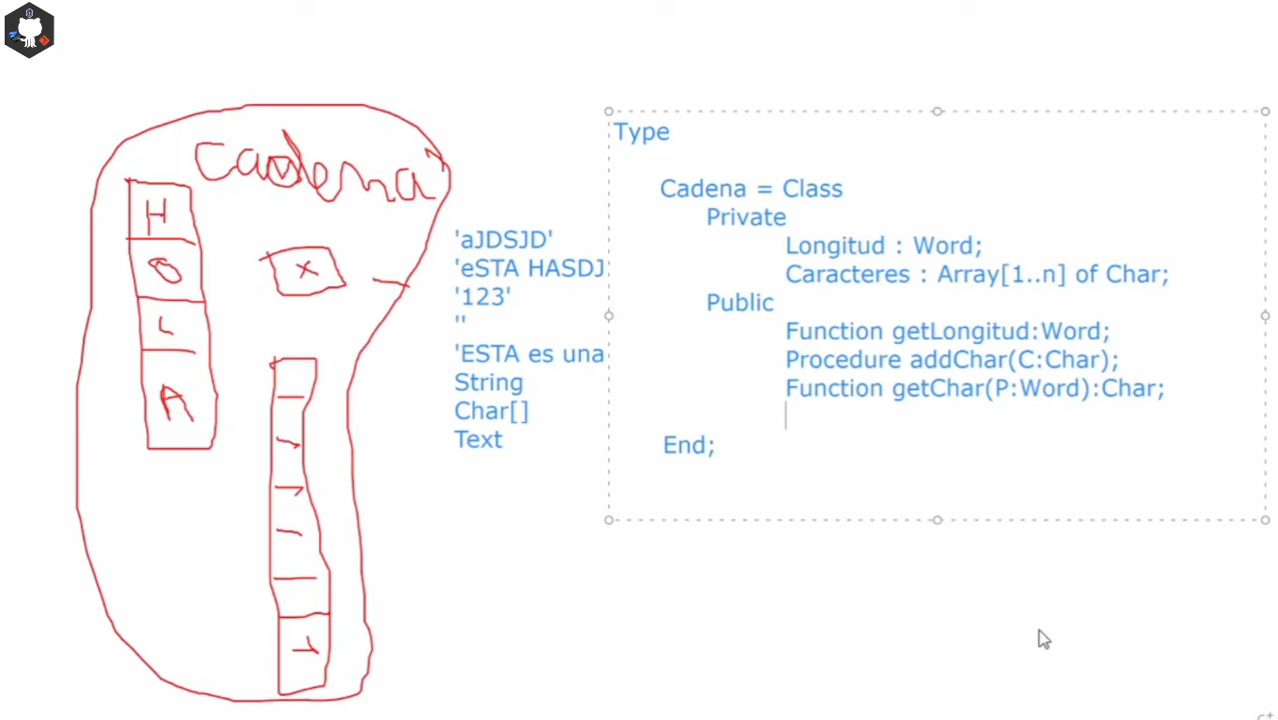 cadena
H
O
L
A
X
'aJDSJD'
'eSTA HASDJ
'123'
''
'ESTA es una
String
Char[]
Text
Type
Cadena = Class
Private
Longitud : Word;
Caracteres : Array[1..n] of Char;
Public
Function getLongitud:Word;
Procedure addChar(C:Char);
Function getChar(P:Word):Char;
End;